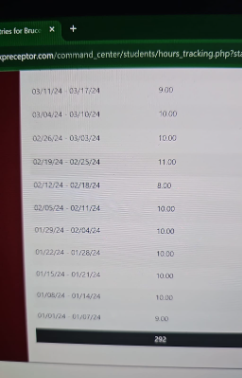 tries for Bruce × +
xpreceptor.com/command_center/students/hours_tracking.php?sta
03/11/24 - 03/17/24 9.00
03/04/24 - 03/10/24 10.00
02/26/24 - 03/03/24 10.00
02/19/24 - 02/25/24 11.00
02/12/24 - 02/18/24 8.00
02/05/24 - 02/11/24 10.00
01/29/24 - 02/04/24 10.00
01/22/24 - 01/28/24 10.00
01/15/24 - 01/21/24 10.00
01/08/24 - 01/14/24 10.00
01/01/24 - 01/07/24 9.00
292